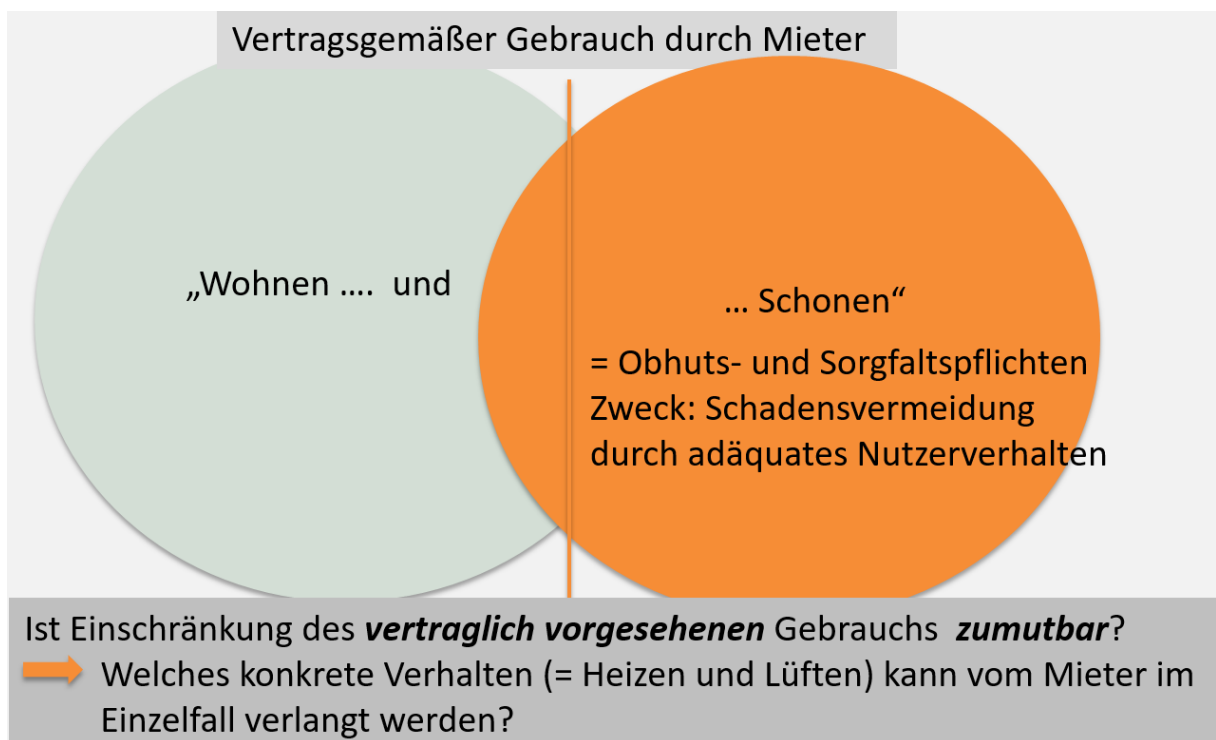 Vertragsgemäßer Gebrauch durch Mieter
„Wohnen .... und
... Schonen“
= Obhuts- und Sorgfaltspflichten
Zweck: Schadensvermeidung
durch adäquates Nutzerverhalten
Ist Einschränkung des vertraglich vorgesehenen Gebrauchs zumutbar?
Welches konkrete Verhalten (= Heizen und Lüften) kann vom Mieter im
Einzelfall verlangt werden?